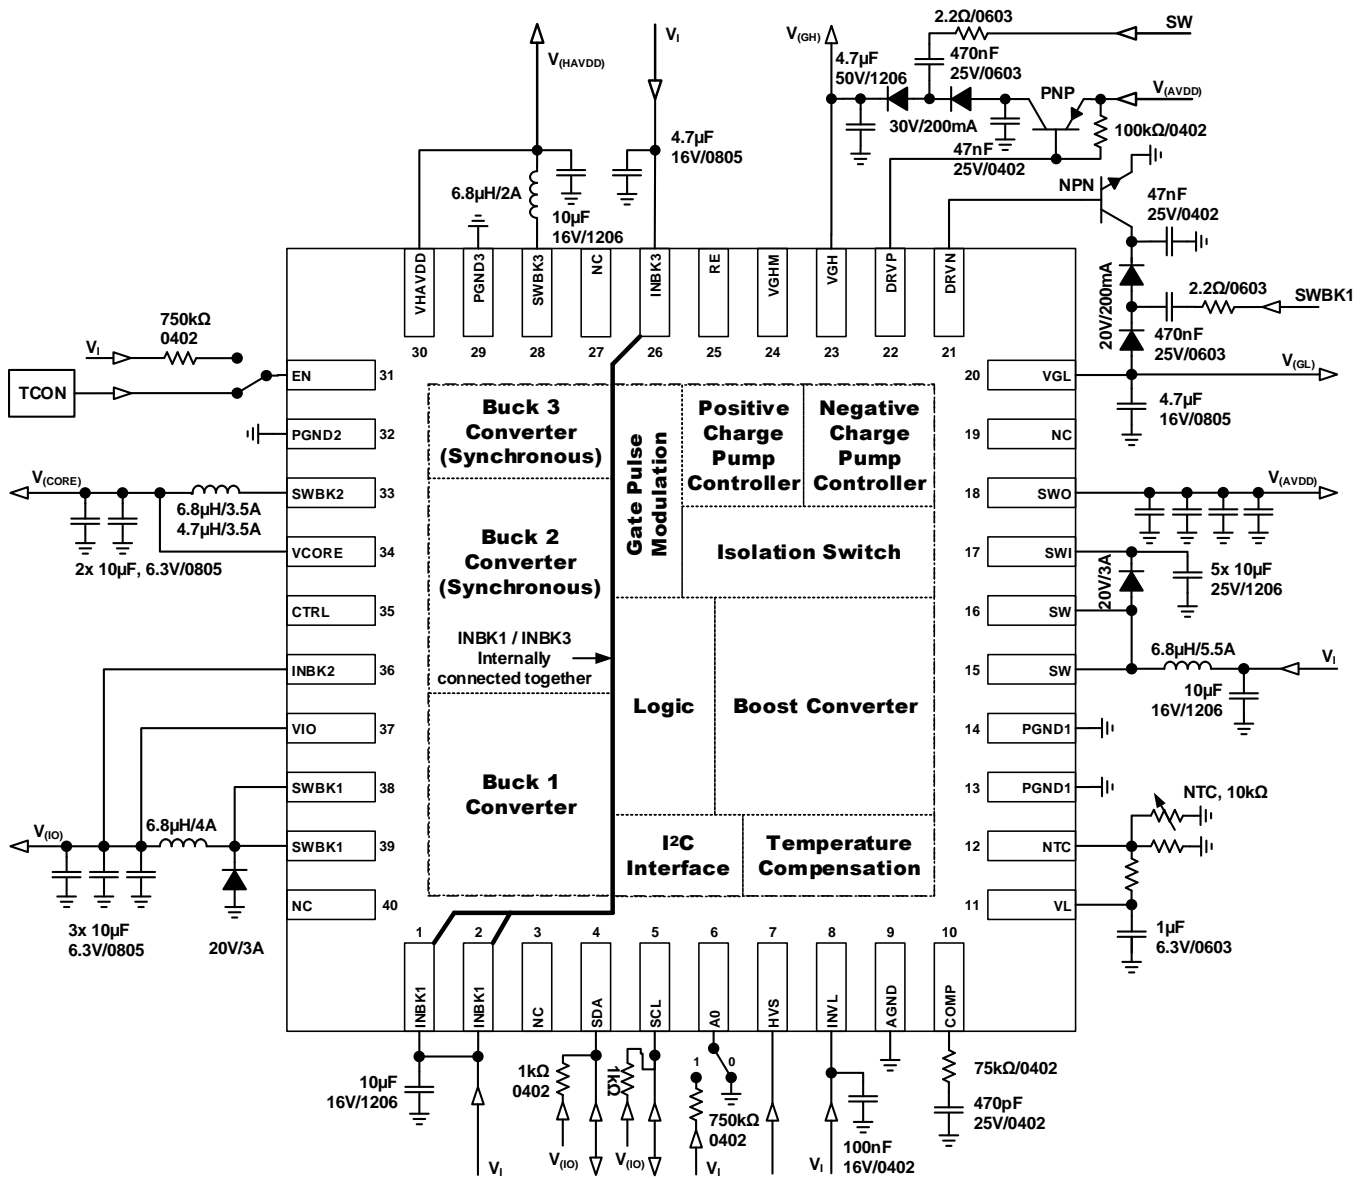 2.2Ω/0603
SW
V(GH)
4.7µF
50V/1206
470nF
25V/0603
PNP
V(AVDD)
V(HAVDD)
VI
30V/200mA
100kΩ/0402
4.7µF
16V/0805
47nF
25V/0402
6.8µH/2A
10µF
16V/1206
NPN
47nF
25V/0402
VHAVDD
PGND3
SWBK3
NC
INBK3
RE
VGHM
VGH
DRVP
DRVN
20V/200mA
2.2Ω/0603
SWBK1
470nF
25V/0603
30
29
28
27
26
25
24
23
22
21
750kΩ
0402
VI
TCON
EN
31
20
VGL
V(GL)
4.7µF
16V/0805
PGND2
32
19
NC
V(CORE)
SWBK2
33
18
SWO
V(AVDD)
6.8µH/3.5A
4.7µH/3.5A
VCORE
34
17
SWI
2x 10µF, 6.3V/0805
20V/3A
5x 10µF
25V/1206
CTRL
35
16
SW
INBK2
36
15
SW
6.8µH/5.5A
VI
10µF
16V/1206
VIO
37
14
PGND1
SWBK1
38
13
PGND1
NTC, 10kΩ
V(IO)
6.8µH/4A
SWBK1
39
12
NTC
NC
40
11
VL
3x 10µF
6.3V/0805
20V/3A
1µF
6.3V/0603
Buck 3
Converter
(Synchronous)
Gate Pulse
Modulation
Positive
Charge
Pump
Controller
Negative
Charge
Pump
Controller
Buck 2
Converter
(Synchronous)
Isolation Switch
INBK1 / INBK3
Internally
connected together
Logic
Boost Converter
Buck 1
Converter
I²C
Interface
Temperature
Compensation
1
2
3
4
5
6
7
8
9
10
INBK1
INBK1
NC
SDA
SCL
A0
HVS
INVL
AGND
COMP
10µF
16V/1206
VI
1kΩ
0402
V(IO)
1kΩ
V(IO)
1
0
750kΩ
0402
VI
VI
100nF
16V/0402
75kΩ/0402
470pF
25V/0402